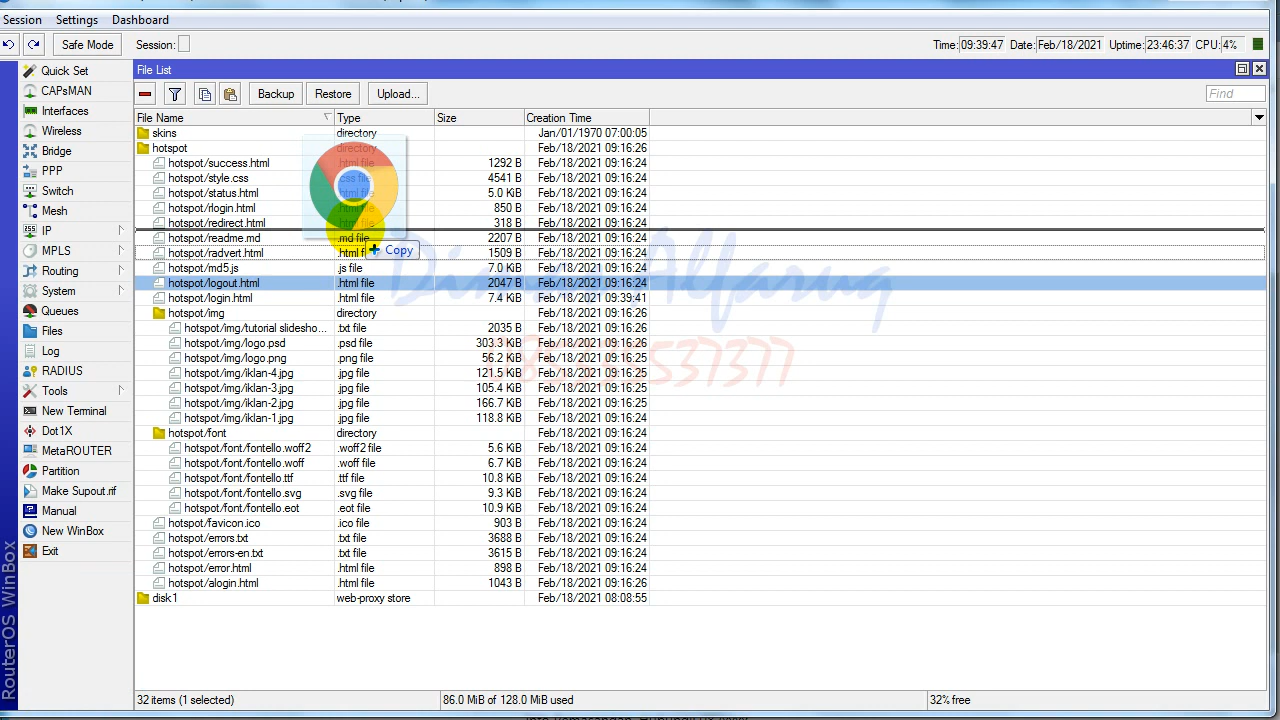 Session Settings Dashboard
Safe Mode Session: Time: 09:39:47 Date: Feb/18/2021 Uptime: 23:46:37 CPU: 4%
Quick Set
CAPsMAN
Interfaces
Wireless
Bridge
PPP
Switch
Mesh
IP
MPLS
Routing
System
Queues
Files
Log
RADIUS
Tools
New Terminal
Dot1X
MetaROUTER
Partition
Make Supout.rif
Manual
New WinBox
Exit
RouterOS WinBox
File List
Backup Restore Upload... Find
File Name Type Size Creation Time
skins directory Jan/01/1970 07:00:05
hotspot directory Feb/18/2021 09:16:26
hotspot/success.html .html file 1292 B Feb/18/2021 09:16:24
hotspot/style.css .css file 4541 B Feb/18/2021 09:16:24
hotspot/status.html .html file 5.0 KiB Feb/18/2021 09:16:24
hotspot/rlogin.html .html file 850 B Feb/18/2021 09:16:24
hotspot/redirect.html .html file 318 B Feb/18/2021 09:16:24
hotspot/readme.md .md file 2207 B Feb/18/2021 09:16:24
hotspot/radvert.html .html 1509 B Feb/18/2021 09:16:24
Copy
hotspot/md5.js .js file 7.0 KiB Feb/18/2021 09:16:24
hotspot/logout.html .html file 2047 B Feb/18/2021 09:16:24
hotspot/login.html .html file 7.4 KiB Feb/18/2021 09:39:41
hotspot/img directory Feb/18/2021 09:16:26
hotspot/img/tutorial slidesho... .txt file 2035 B Feb/18/2021 09:16:26
hotspot/img/logo.psd .psd file 303.3 KiB Feb/18/2021 09:16:26
hotspot/img/logo.png .png file 56.2 KiB Feb/18/2021 09:16:25
hotspot/img/iklan-4.jpg .jpg file 121.5 KiB Feb/18/2021 09:16:25
hotspot/img/iklan-3.jpg .jpg file 105.4 KiB Feb/18/2021 09:16:25
hotspot/img/iklan-2.jpg .jpg file 166.7 KiB Feb/18/2021 09:16:25
hotspot/img/iklan-1.jpg .jpg file 118.8 KiB Feb/18/2021 09:16:24
hotspot/font directory Feb/18/2021 09:16:24
hotspot/font/fontello.woff2 .woff2 file 5.6 KiB Feb/18/2021 09:16:24
hotspot/font/fontello.woff .woff file 6.7 KiB Feb/18/2021 09:16:24
hotspot/font/fontello.ttf .ttf file 10.8 KiB Feb/18/2021 09:16:24
hotspot/font/fontello.svg .svg file 9.3 KiB Feb/18/2021 09:16:24
hotspot/font/fontello.eot .eot file 10.9 KiB Feb/18/2021 09:16:24
hotspot/favicon.ico .ico file 903 B Feb/18/2021 09:16:24
hotspot/errors.txt .txt file 3688 B Feb/18/2021 09:16:24
hotspot/errors-en.txt .txt file 3615 B Feb/18/2021 09:16:24
hotspot/error.html .html file 898 B Feb/18/2021 09:16:24
hotspot/alogin.html .html file 1043 B Feb/18/2021 09:16:26
disk1 web-proxy store Feb/18/2021 08:08:55
32 items (1 selected) 86.0 MiB of 128.0 MiB used 32% free